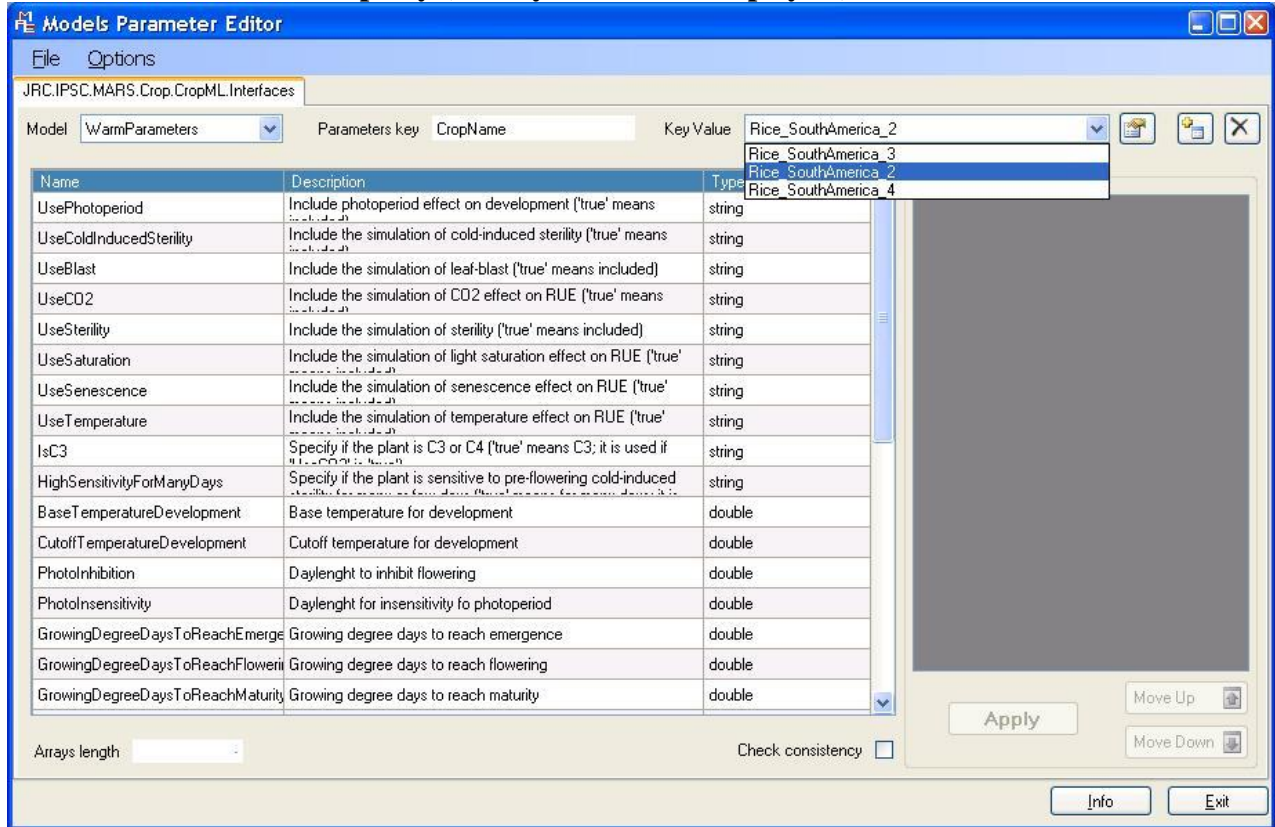 Models Parameter Editor
File Options
JRC.IPSC.MARS.Crop.CropML.Interfaces
Model WarmParameters Parameters key CropName Key Value Rice_SouthAmerica_2
Rice_SouthAmerica_3
Rice_SouthAmerica_2
Rice_SouthAmerica_4
Name Description Type
UsePhotoperiod Include photoperiod effect on development ('true' means string
UseColdInducedSterility Include the simulation of cold-induced sterility ('true' means string
UseBlast Include the simulation of leaf-blast ('true' means included) string
UseCO2 Include the simulation of CO2 effect on RUE ('true' means string
UseSterility Include the simulation of sterility ('true' means included) string
UseSaturation Include the simulation of light saturation effect on RUE ('true' string
UseSenescence Include the simulation of senescence effect on RUE ('true' string
UseTemperature Include the simulation of temperature effect on RUE ('true' string
IsC3 Specify if the plant is C3 or C4 ('true' means C3; it is used if string
HighSensitivityForManyDays Specify if the plant is sensitive to pre-flowering cold-induced string
BaseTemperatureDevelopment Base temperature for development double
CutoffTemperatureDevelopment Cutoff temperature for development double
PhotoInhibition Daylenght to inhibit flowering double
PhotoInsensitivity Daylenght for insensitivity fo photoperiod double
GrowingDegreeDaysToReachEmerge Growing degree days to reach emergence double
GrowingDegreeDaysToReachFloweri Growing degree days to reach flowering double
GrowingDegreeDaysToReachMaturity Growing degree days to reach maturity double
Move Up
Apply
Arrays length - Check consistency Move Down
Info Exit